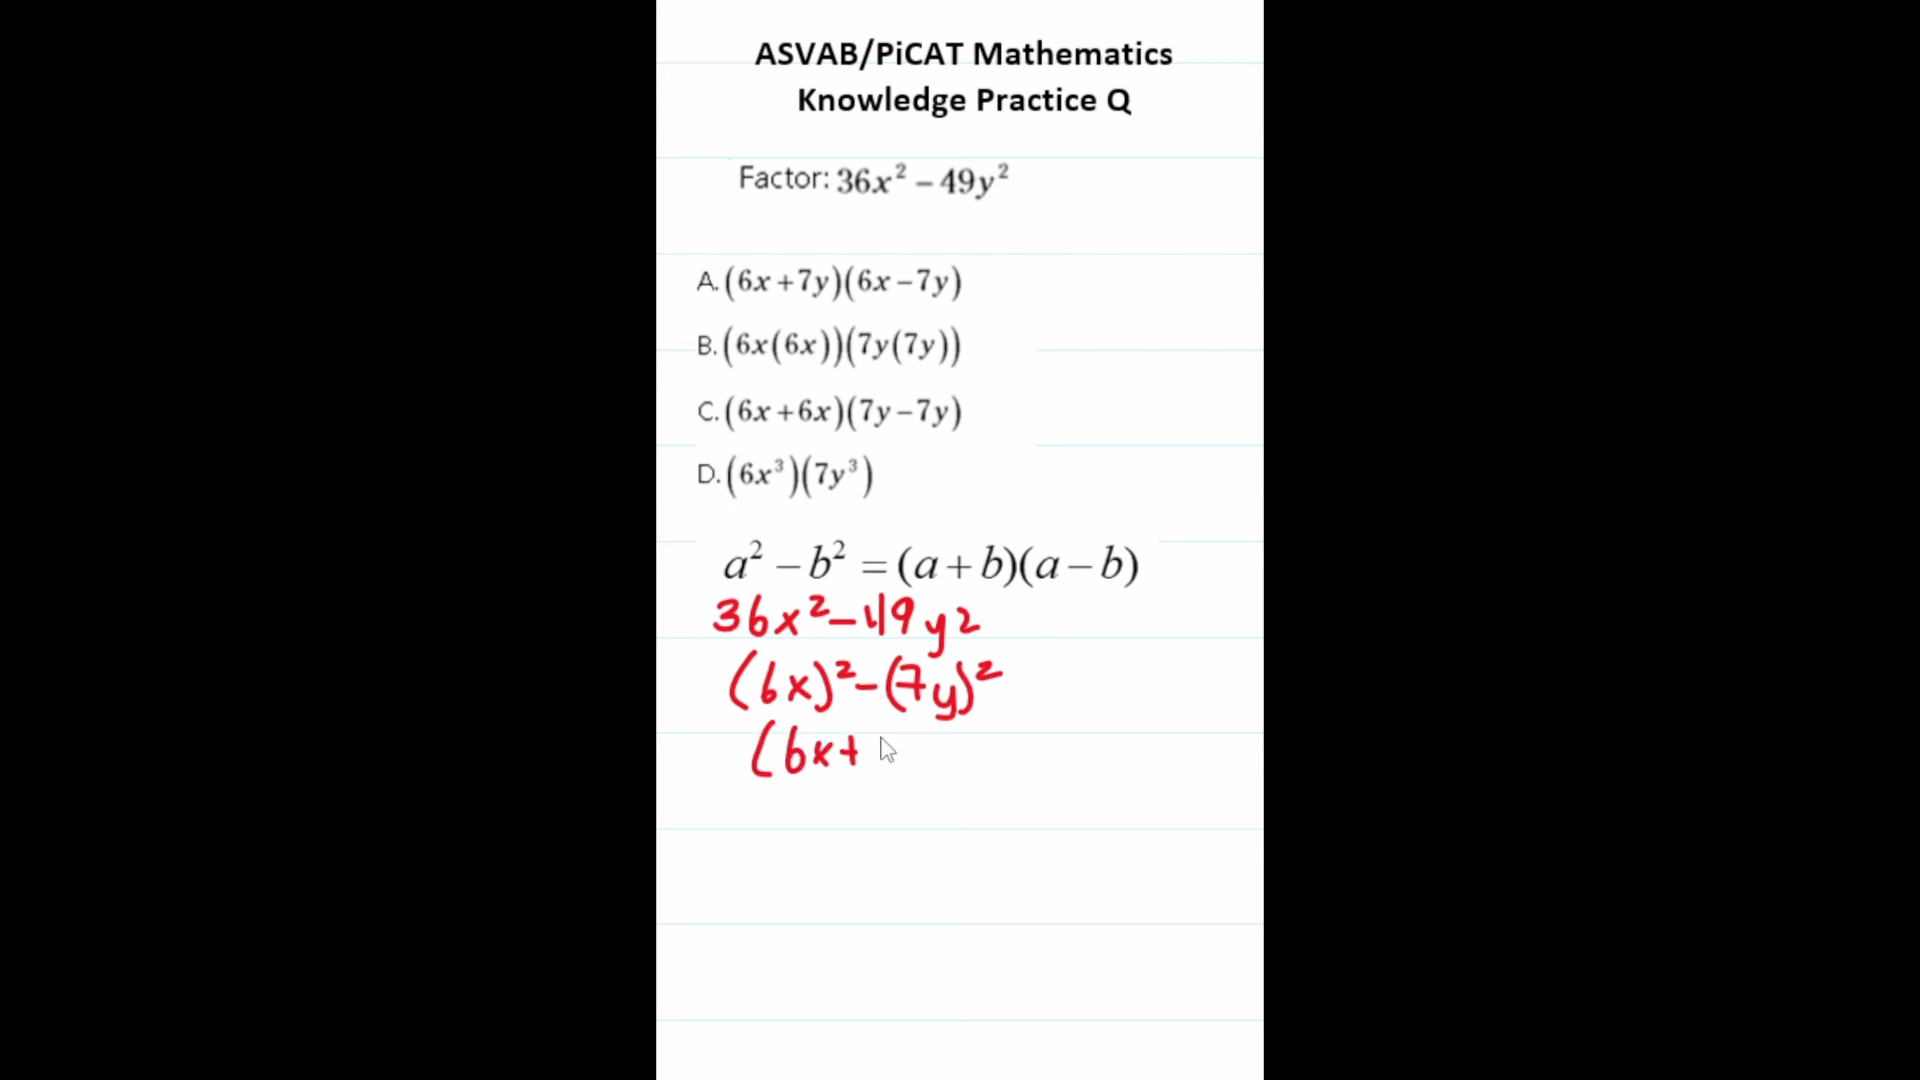 ASVAB/PiCAT Mathematics
Knowledge Practice Q
Factor: 36x² − 49y²
A. (6x+7y)(6x−7y)
B. (6x(6x))(7y(7y))
C. (6x+6x)(7y−7y)
D. (6x³)(7y³)
a² − b² = (a+b)(a−b)
36x²−49y2
(6x)²−(7y)²
(6x+